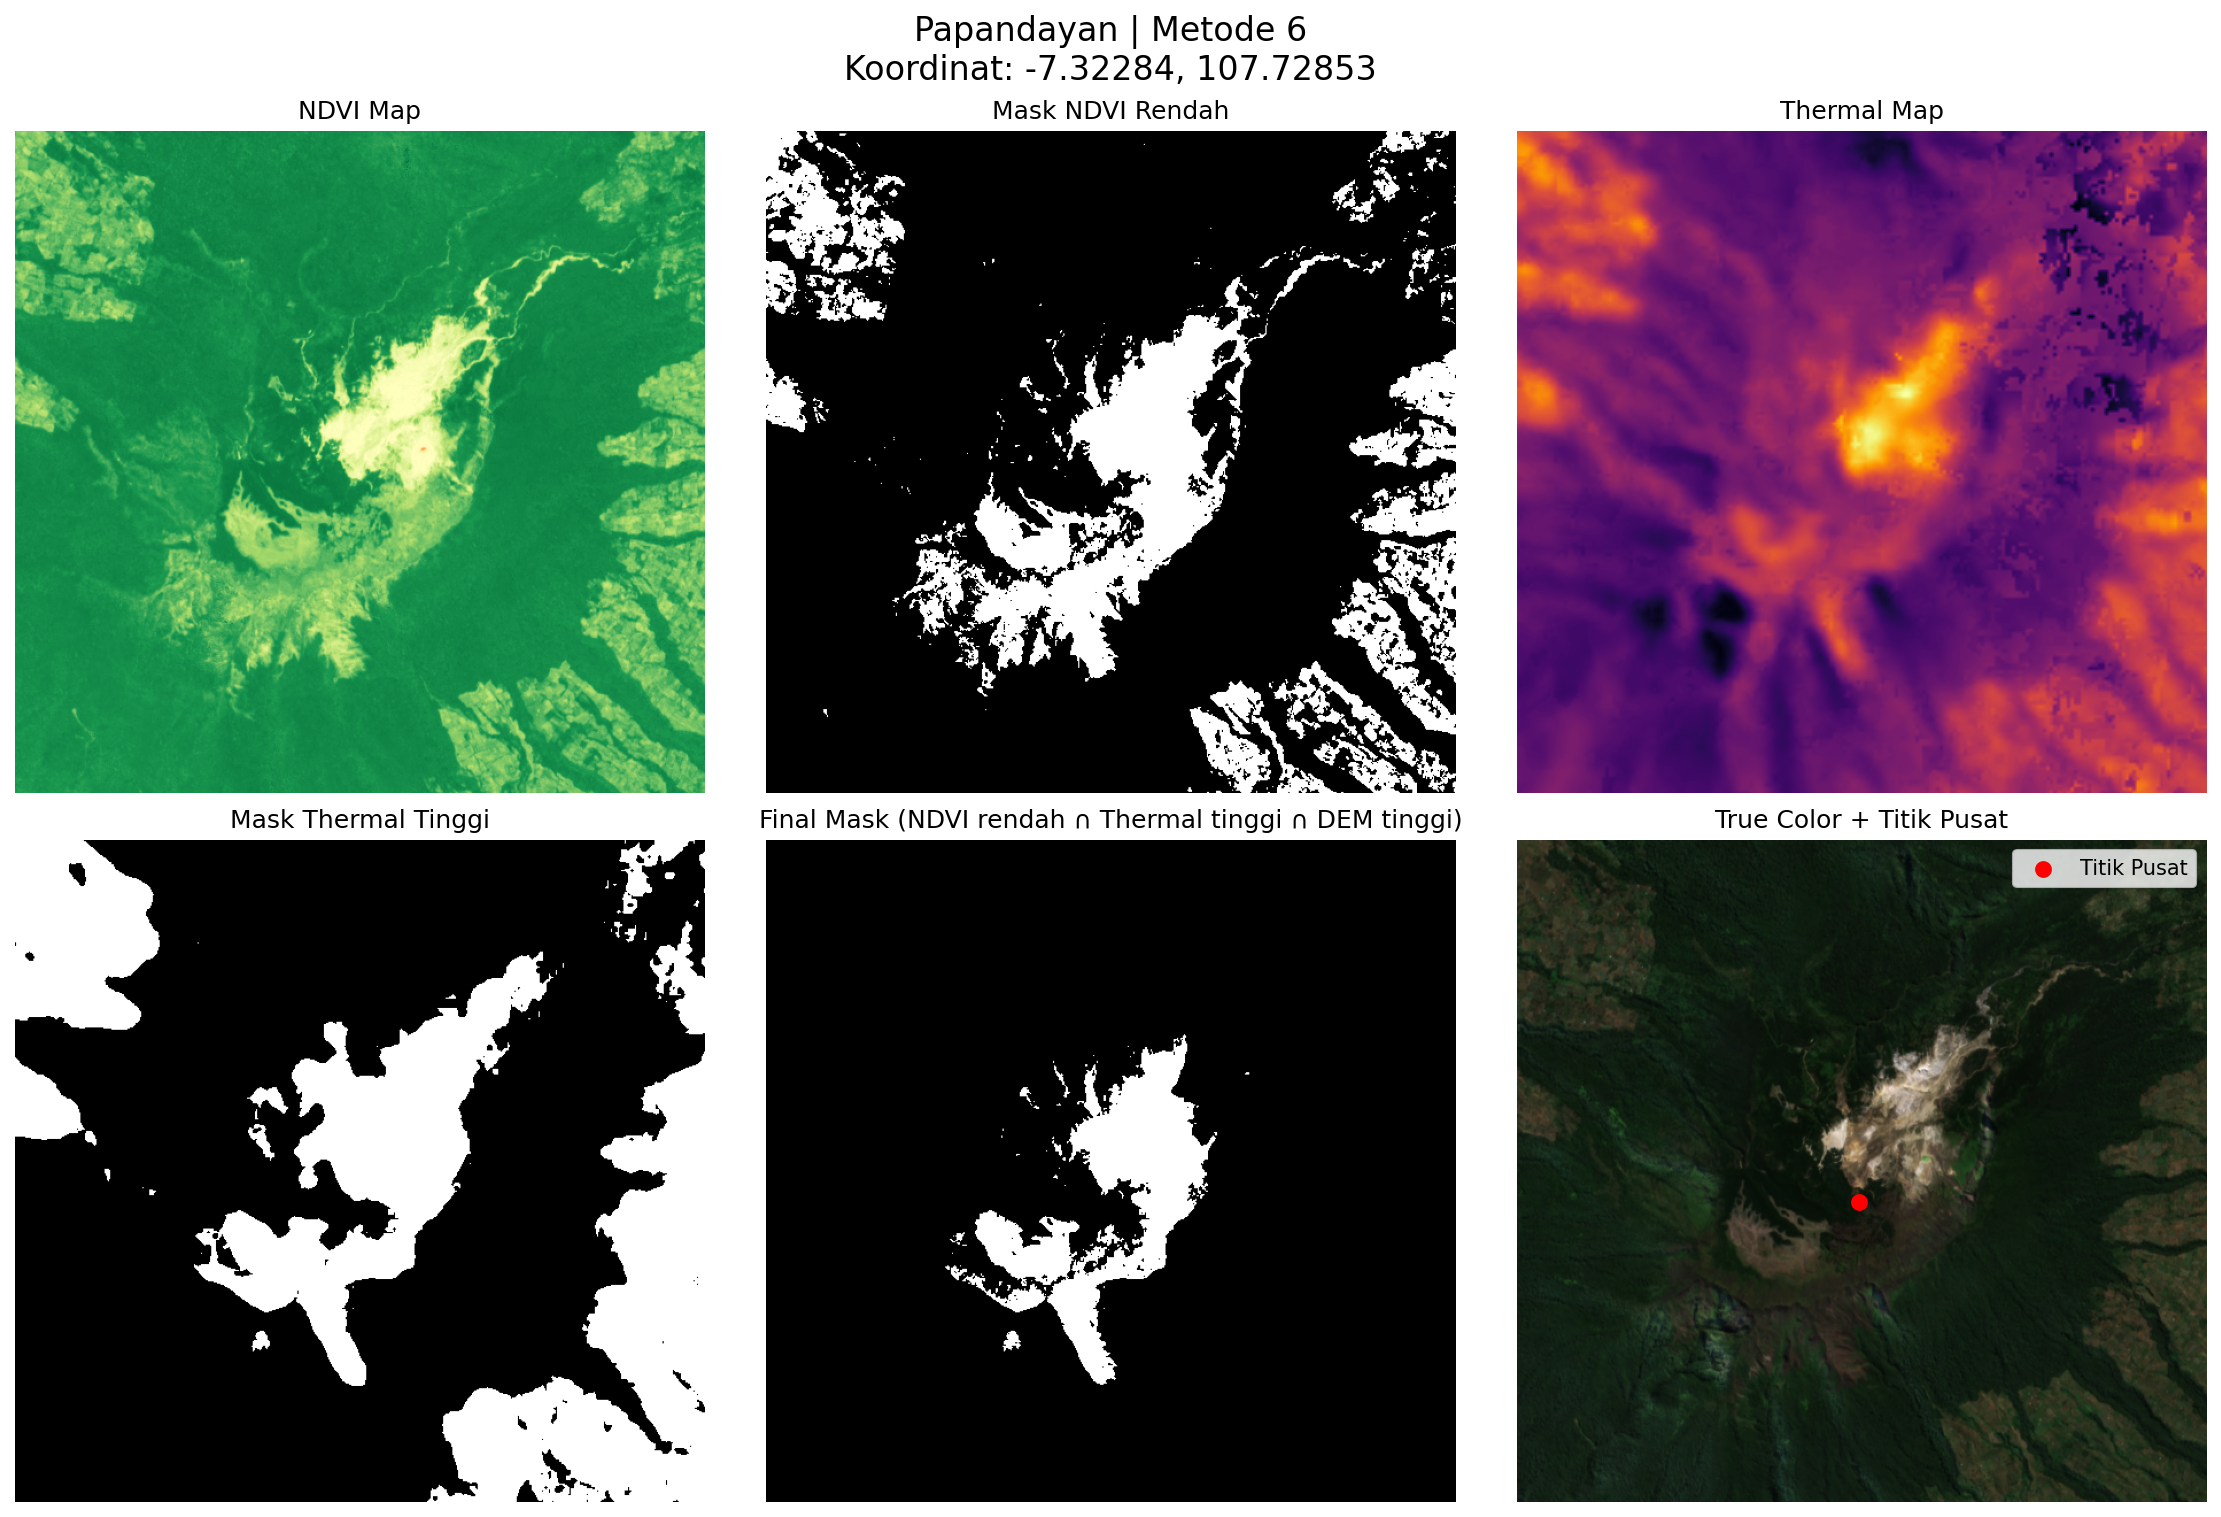 Papandayan | Metode 6
Koordinat: -7.32284, 107.72853
NDVI Map
Mask NDVI Rendah
Thermal Map
Mask Thermal Tinggi
Final Mask (NDVI rendah ∩ Thermal tinggi ∩ DEM tinggi)
True Color + Titik Pusat
Titik Pusat